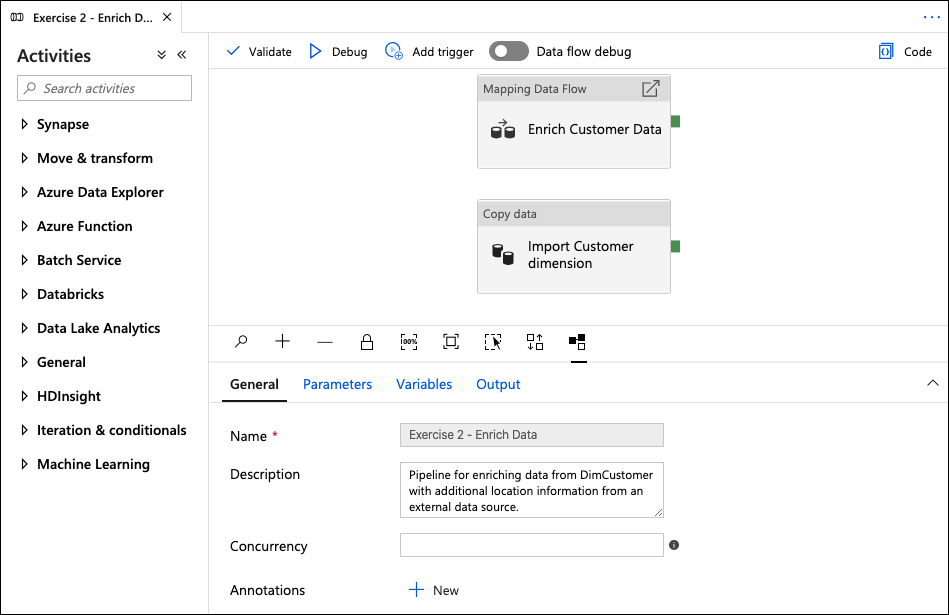 Exercise 2 - Enrich D...
Activities
Search activities
Synapse
Move & transform
Azure Data Explorer
Azure Function
Batch Service
Databricks
Data Lake Analytics
General
HDInsight
Iteration & conditionals
Machine Learning
Validate
Debug
Add trigger
Data flow debug
Code
Mapping Data Flow
Enrich Customer Data
Copy data
Import Customer
dimension
100%
General
Parameters
Variables
Output
Name *
Exercise 2 - Enrich Data
Description
Pipeline for enriching data from DimCustomer
with additional location information from an
external data source.
Concurrency
Annotations
New